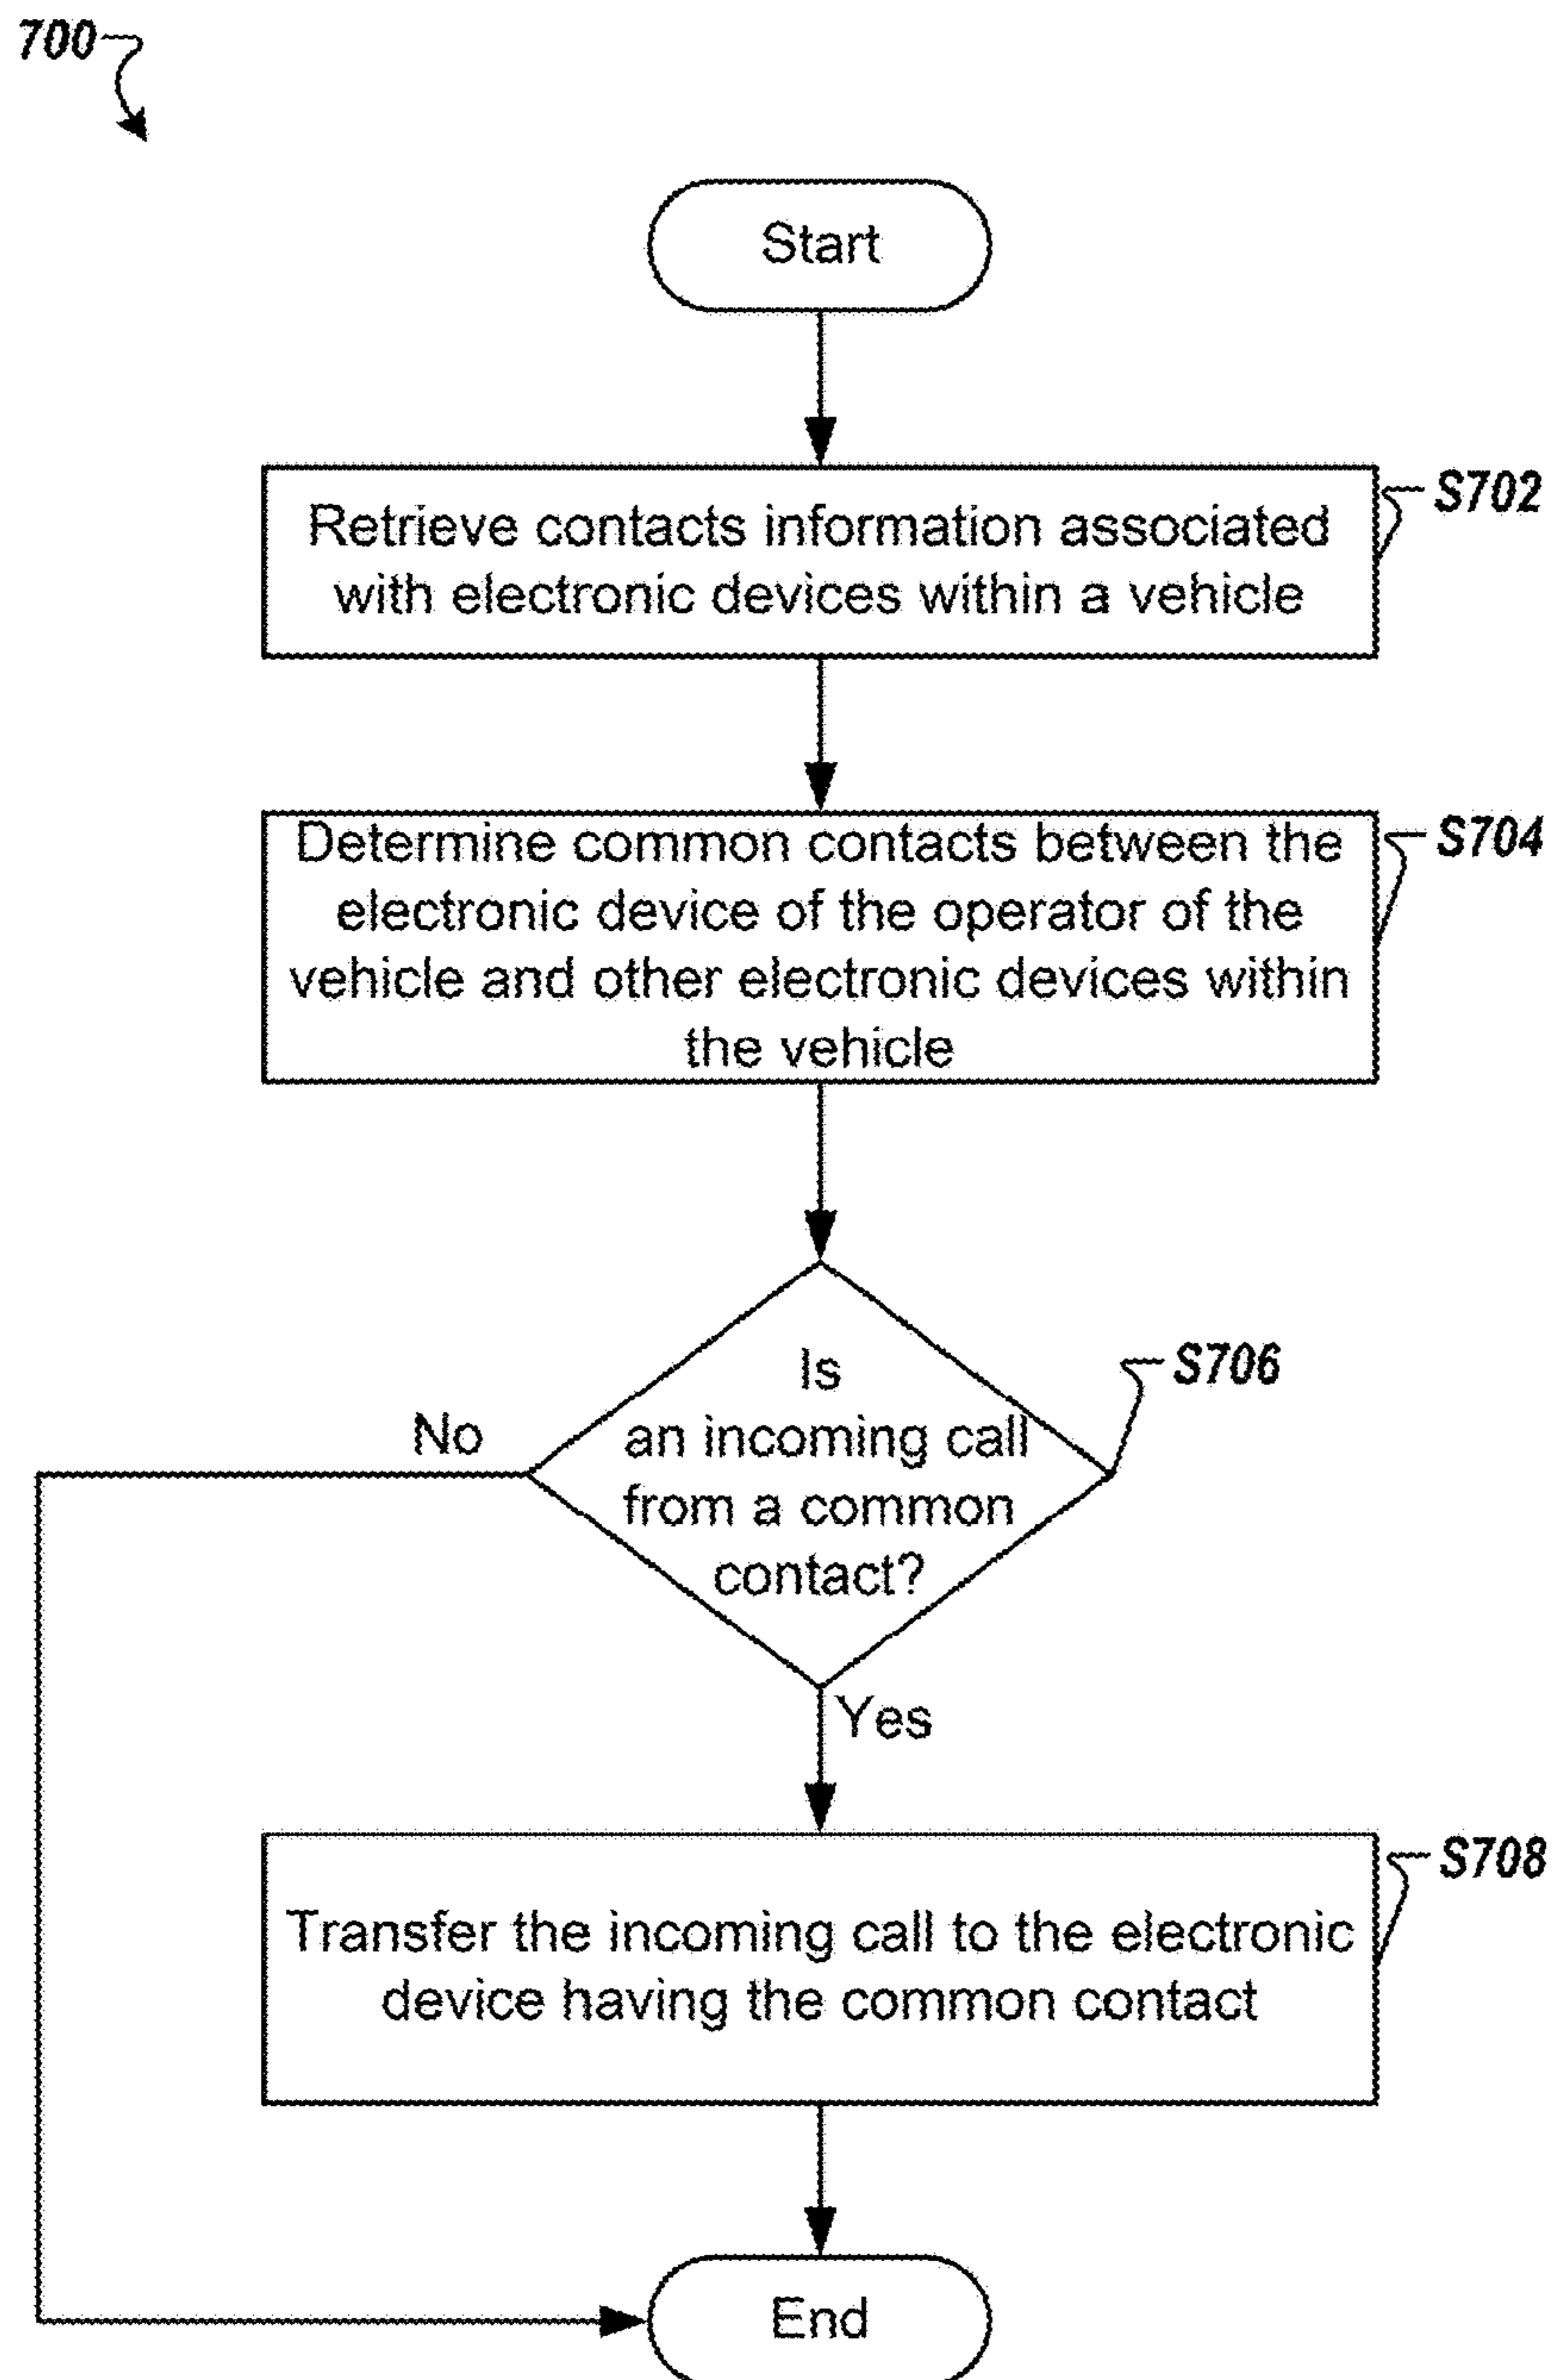 700
Start
Retrieve contacts information associated
with electronic devices within a vehicle
S702
Determine common contacts between the
electronic device of the operator of the
vehicle and other electronic devices within
the vehicle
S704
Is
an incoming call
from a common
contact?
S706
No
Yes
Transfer the incoming call to the electronic
device having the common contact
S708
End